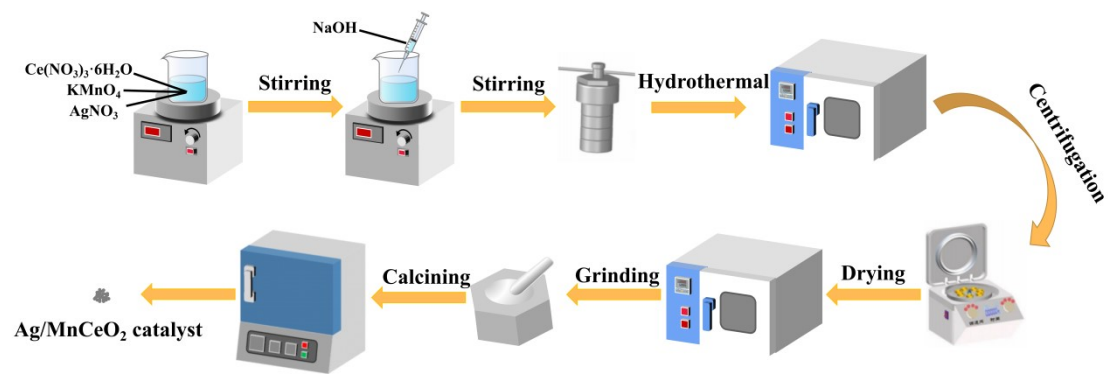 NaOH
Ce(NO₃)₃·6H₂O
KMnO₄
AgNO₃
Stirring
Stirring
Hydrothermal
Centrifugation
Drying
Grinding
Calcining
Ag/MnCeO₂ catalyst